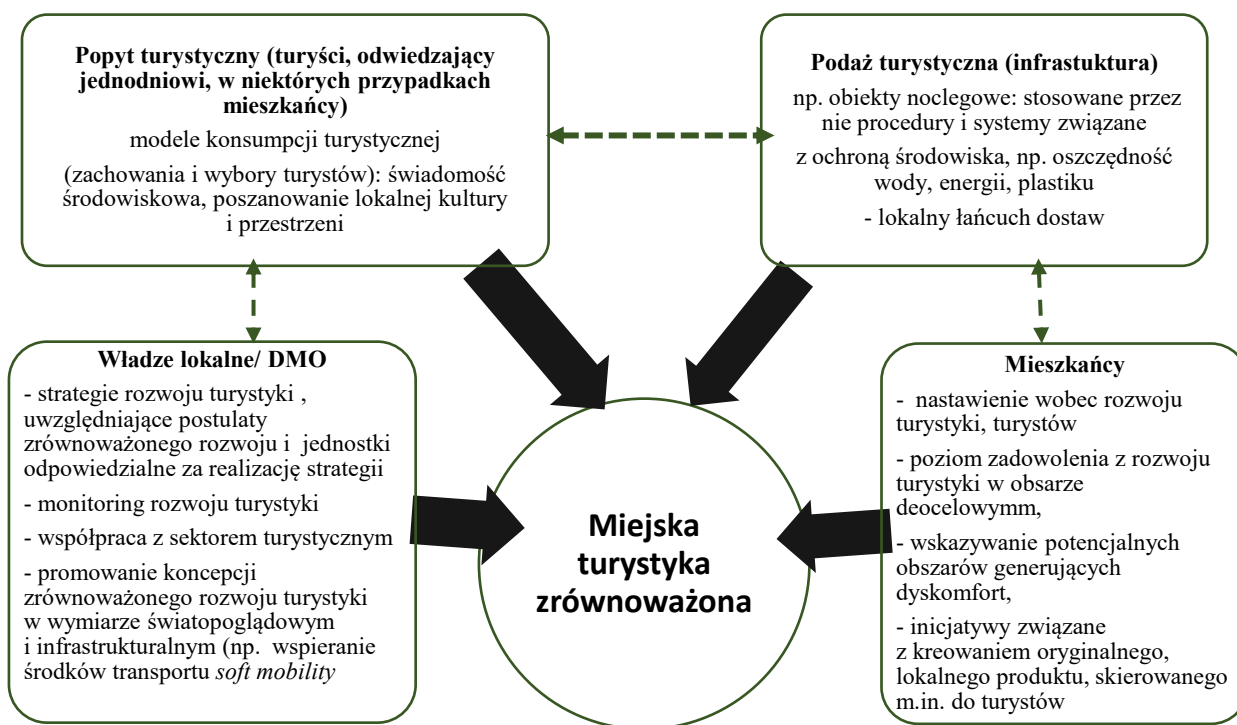 Popyt turystyczny (turyści, odwiedzający
jednodniowi, w niektórych przypadkach
mieszkańcy)
modele konsumpcji turystycznej
(zachowania i wybory turystów): świadomość
środowiskowa, poszanowanie lokalnej kultury
i przestrzeni
Podaż turystyczna (infrastuktura)
np. obiekty noclegowe: stosowane przez
nie procedury i systemy związane
z ochroną środowiska, np. oszczędność
wody, energii, plastiku
- lokalny łańcuch dostaw
Władze lokalne/ DMO
- strategie rozwoju turystyki ,
uwzględniające postulaty
zrównoważonego rozwoju i jednostki
odpowiedzialne za realizację strategii
- monitoring rozwoju turystyki
- współpraca z sektorem turystycznym
- promowanie koncepcji
zrównoważonego rozwoju turystyki
w wymiarze światopoglądowym
i infrastrukturalnym (np. wspieranie
środków transportu soft mobility
Miejska
turystyka
zrównoważona
Mieszkańcy
- nastawienie wobec rozwoju
turystyki, turystów
- poziom zadowolenia z rozwoju
turystyki w obsarze
deocelowymm,
- wskazywanie potencjalnych
obszarów generujących
dyskomfort,
- inicjatywy związane
z kreowaniem oryginalnego,
lokalnego produktu, skierowanego
m.in. do turystów